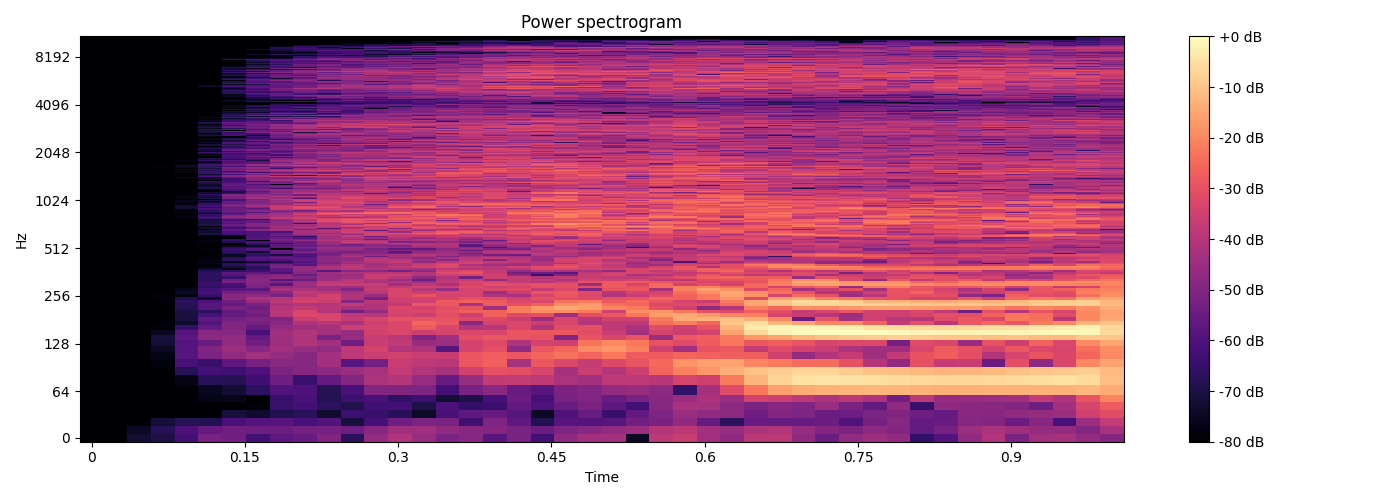 Power spectrogram
Hz
8192
4096
2048
1024
512
256
128
64
0
0 0.15 0.3 0.45 0.6 0.75 0.9
Time
+0 dB
-10 dB
-20 dB
-30 dB
-40 dB
-50 dB
-60 dB
-70 dB
-80 dB